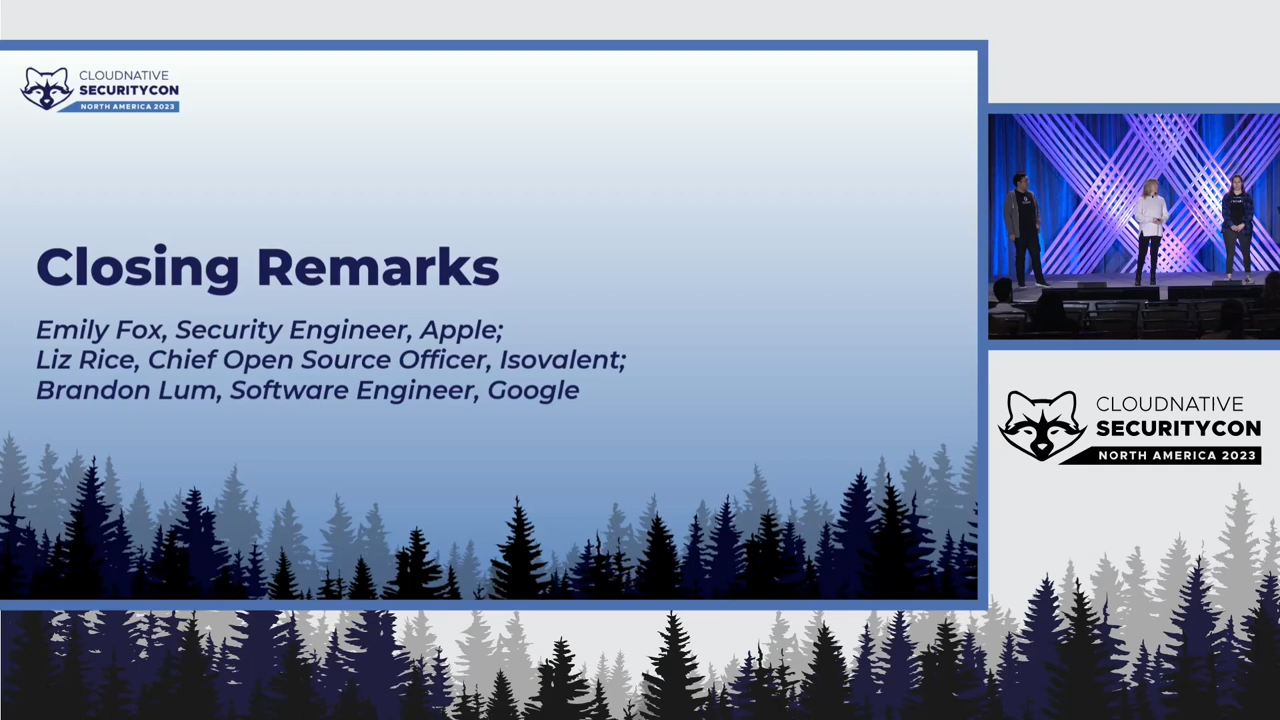 CLOUDNATIVE
SECURITYCON
NORTH AMERICA 2023
Closing Remarks
Emily Fox, Security Engineer, Apple;
Liz Rice, Chief Open Source Officer, Isovalent;
Brandon Lum, Software Engineer, Google
CLOUDNATIVE
SECURITYCON
NORTH AMERICA 2023